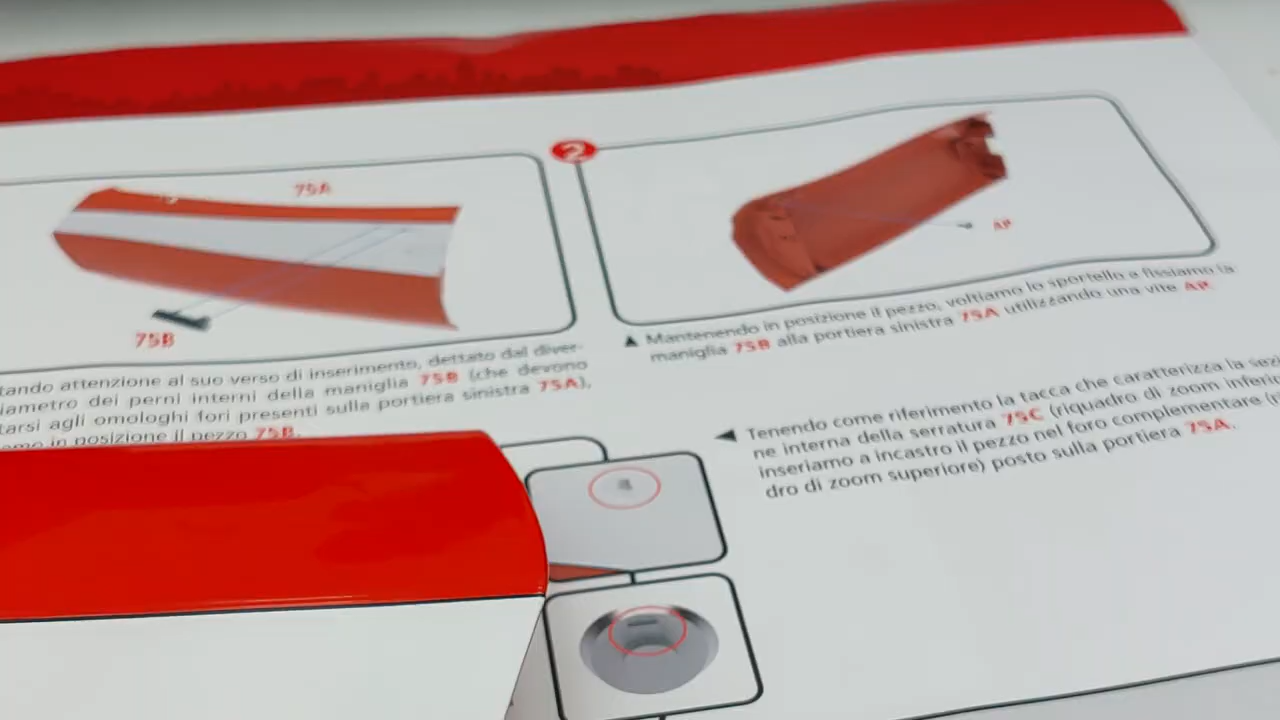 75A
75B
tando attenzione al suo verso di inserimento, dettato dal diver-
iametro dei perni interni della maniglia 75B (che devono
tarsi agli omologhi fori presenti sulla portiera sinistra 75A),
emo in posizione il pezzo 75B.
2
AP
▲ Mantenendo in posizione il pezzo, voltiamo lo sportello e fissiamo la
maniglia 75B alla portiera sinistra 75A utilizzando una vite AP.
◄ Tenendo come riferimento la tacca che caratterizza la sezi
ne interna della serratura 75C (riquadro di zoom inferio
inseriamo a incastro il pezzo nel foro complementare (r
dro di zoom superiore) posto sulla portiera 75A.